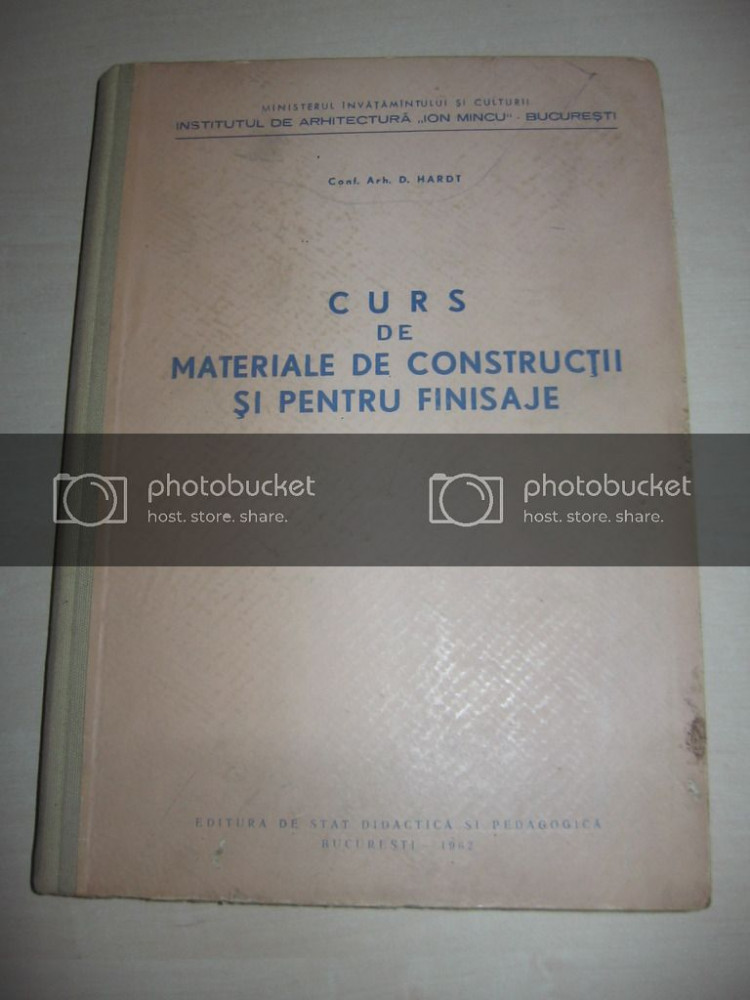 MINISTERUL ÎNVĂȚĂMÎNTULUI ȘI CULTURII
INSTITUTUL DE ARHITECTURĂ „ION MINCU“ - BUCUREȘTI
Conf. Arh. D. HARDT
CURS
DE
MATERIALE DE CONSTRUCȚII
ȘI PENTRU FINISAJE
photobucket photobucket
host. store. share. host. store. share.
EDITURA DE STAT DIDACTICĂ ȘI PEDAGOGICĂ
BUCUREȘTI — 1962